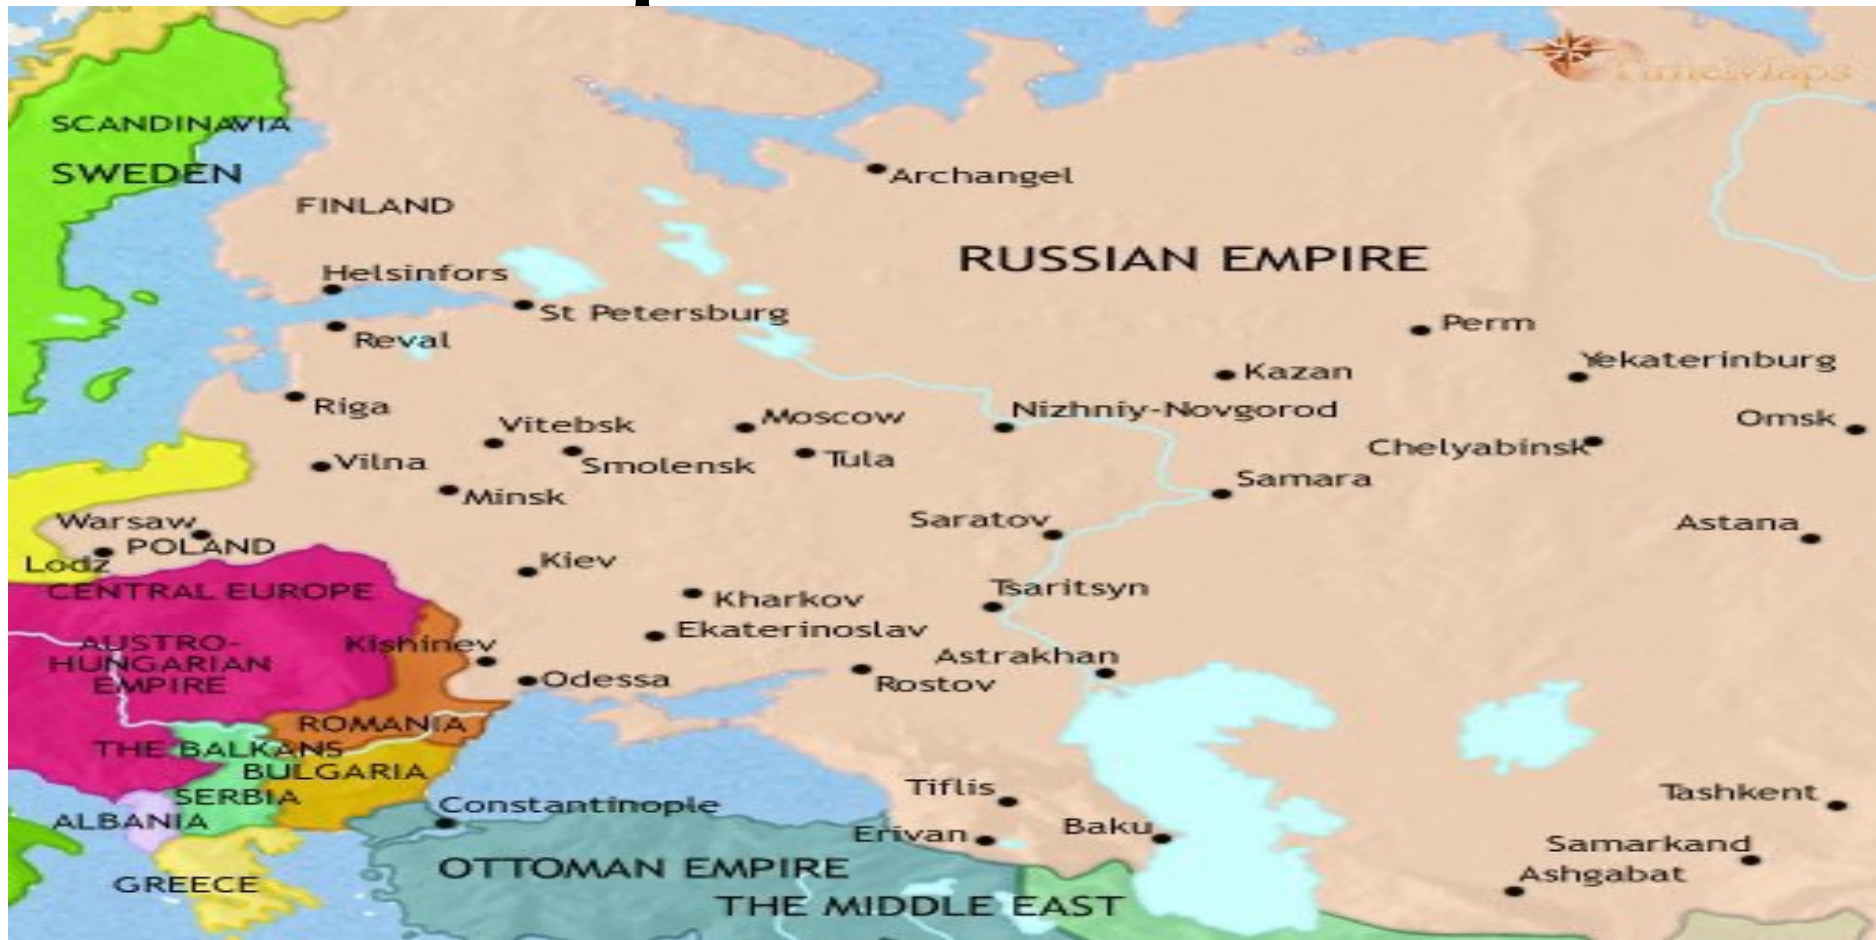 TimeMaps
SCANDINAVIA
SWEDEN
Archangel
FINLAND
RUSSIAN EMPIRE
Helsinfors
St Petersburg
Reval
Perm
Yekaterinburg
Kazan
Riga
Nizhniy-Novgorod
Vitebsk
Moscow
Omsk
Chelyabinsk
Vilna
Smolensk
Tula
Samara
Minsk
Warsaw
Saratov
Astana
POLAND
Lodz
Kiev
CENTRAL EUROPE
Kharkov
Tsaritsyn
Ekaterinoslav
AUSTRO-
HUNGARIAN
EMPIRE
Kishinev
Astrakhan
Odessa
Rostov
ROMANIA
THE BALKANS
BULGARIA
SERBIA
Tiflis
Tashkent
Constantinople
ALBANIA
Erivan
Baku
Samarkand
OTTOMAN EMPIRE
Ashgabat
GREECE
THE MIDDLE EAST